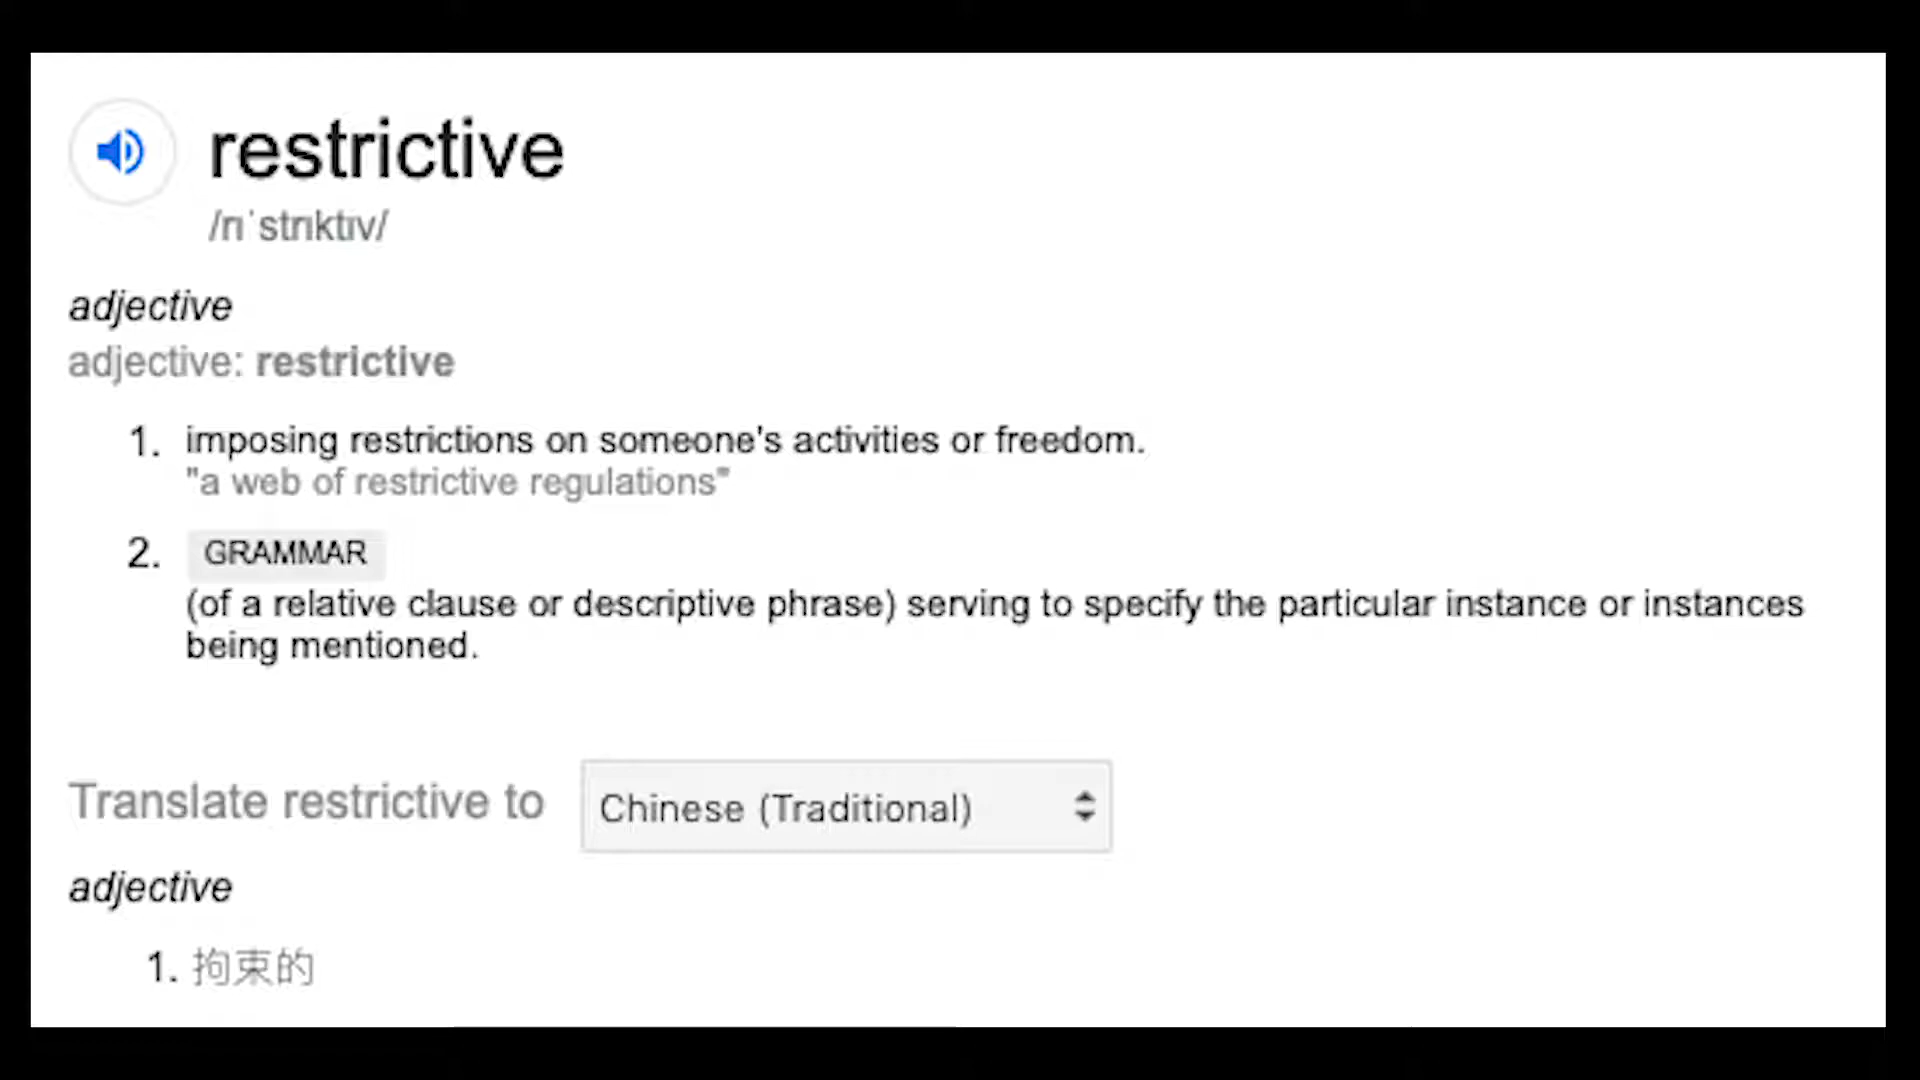 restrictive
/rɪˈstrɪktɪv/
adjective
adjective: restrictive
1. imposing restrictions on someone's activities or freedom.
"a web of restrictive regulations"
2. GRAMMAR
(of a relative clause or descriptive phrase) serving to specify the particular instance or instances
being mentioned.
Translate restrictive to Chinese (Traditional)
adjective
1. 拘束的